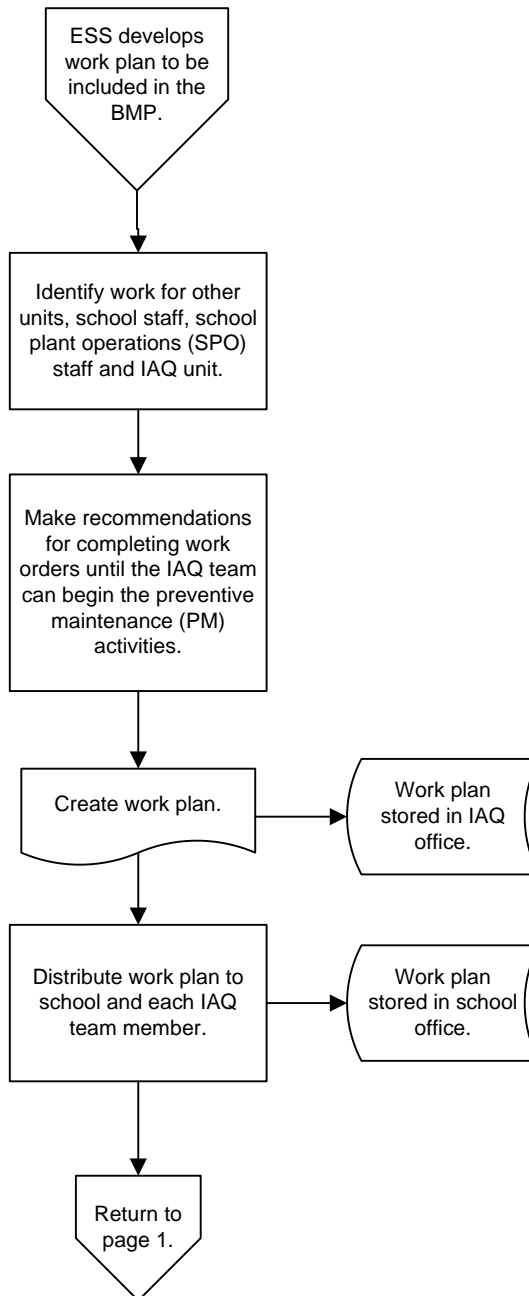 ESS develops
work plan to be
included in the
BMP.
Identify work for other
units, school staff, school
plant operations (SPO)
staff and IAQ unit.
Make recommendations
for completing work
orders until the IAQ team
can begin the preventive
maintenance (PM)
activities.
Create work plan.
Work plan
stored in IAQ
office.
Distribute work plan to
school and each IAQ
team member.
Work plan
stored in school
office.
Return to
page 1.